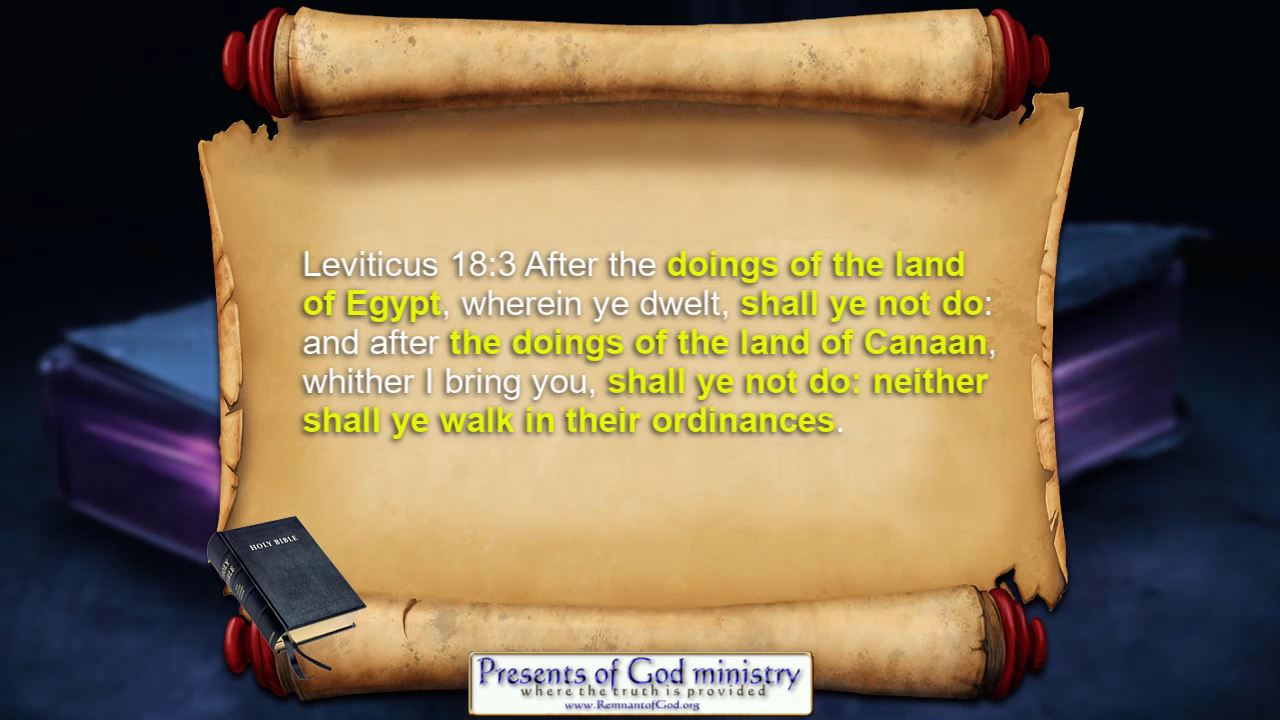 Leviticus 18:3 After the doings of the land
of Egypt, wherein ye dwelt, shall ye not do:
and after the doings of the land of Canaan,
whither I bring you, shall ye not do: neither
shall ye walk in their ordinances.
HOLY BIBLE
HOLY BIBLE
Presents of God ministry
where the truth is provided
www.RemnantofGod.org